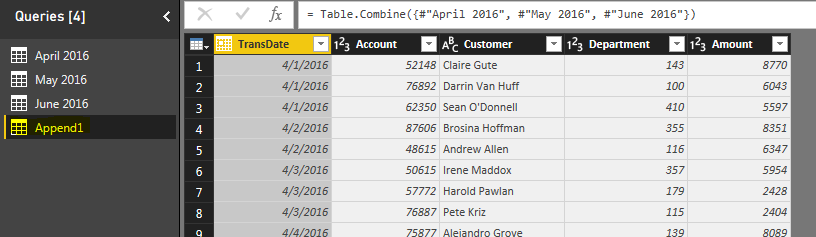 Queries [4]
April 2016
May 2016
June 2016
Append1
fx = Table.Combine({#"April 2016", #"May 2016", #"June 2016"})
TransDate 1²3 Account ABC Customer 1²3 Department 1²3 Amount
1 4/1/2016 52148 Claire Gute 143 8770
2 4/1/2016 76892 Darrin Van Huff 100 6043
3 4/1/2016 62350 Sean O'Donnell 410 5597
4 4/2/2016 87606 Brosina Hoffman 355 8351
5 4/2/2016 48615 Andrew Allen 116 6347
6 4/3/2016 50615 Irene Maddox 357 5954
7 4/3/2016 57772 Harold Pawlan 179 2428
8 4/3/2016 76887 Pete Kriz 115 2404
9 4/4/2016 75877 Alejandro Grove 139 8089